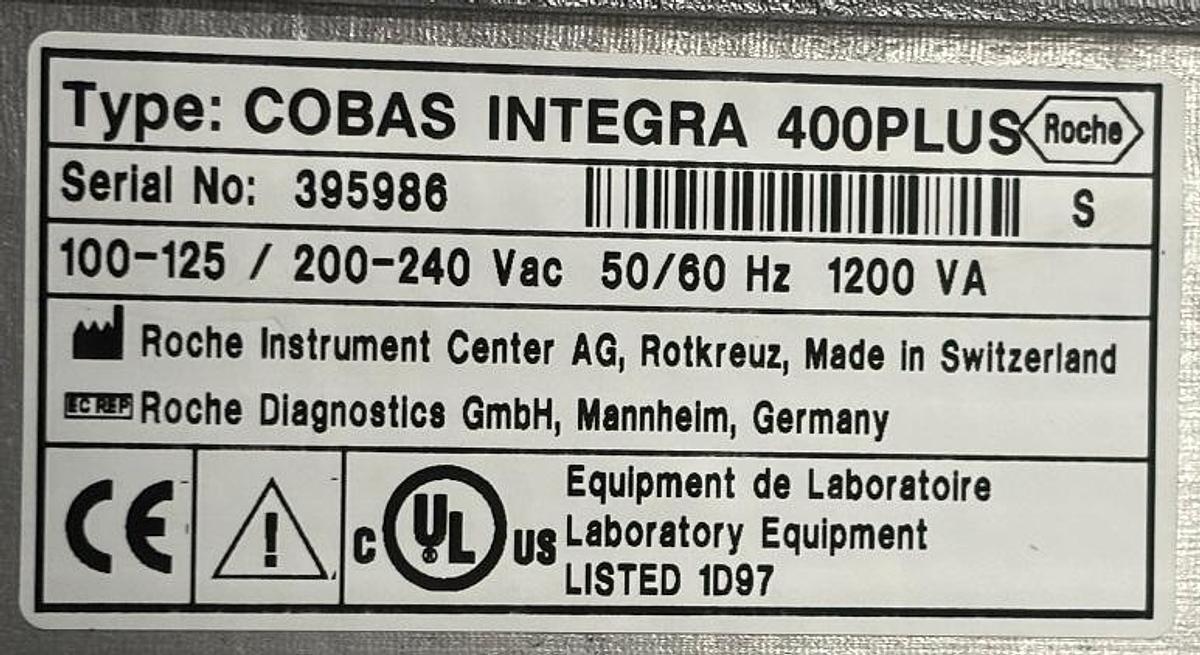 Type: COBAS INTEGRA 400PLUS Roche
Serial No: 395986 S
100-125 / 200-240 Vac 50/60 Hz 1200 VA
Roche Instrument Center AG, Rotkreuz, Made in Switzerland
EC REP Roche Diagnostics GmbH, Mannheim, Germany
CE ! C UL ® US
Equipment de Laboratoire
Laboratory Equipment
LISTED 1D97